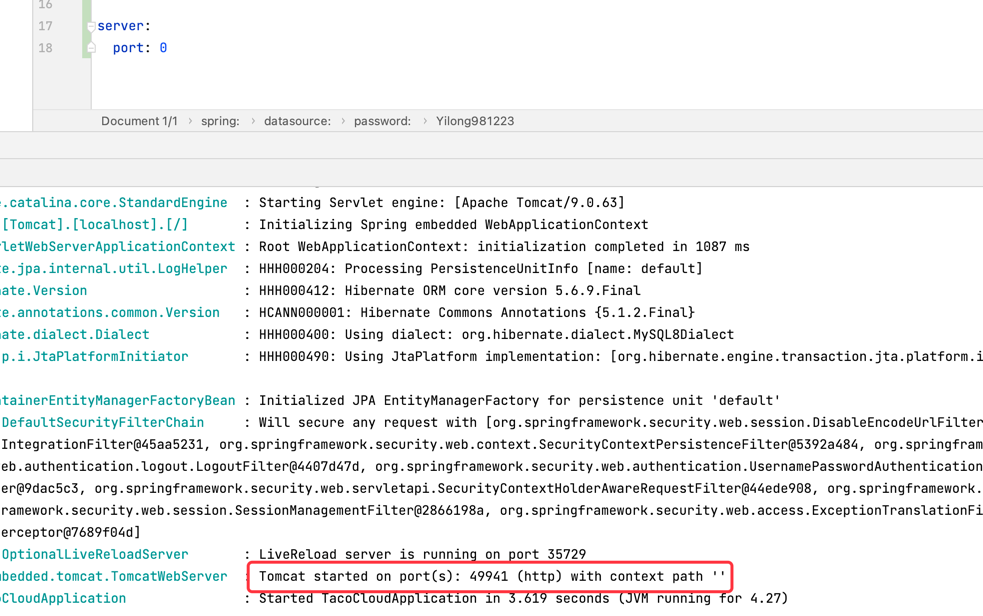 16
17 server:
18 port: 0
Document 1/1 › spring: › datasource: › password: › Yilong981223
.catalina.core.StandardEngine : Starting Servlet engine: [Apache Tomcat/9.0.63]
[Tomcat].[localhost].[/] : Initializing Spring embedded WebApplicationContext
letWebServerApplicationContext : Root WebApplicationContext: initialization completed in 1087 ms
e.jpa.internal.util.LogHelper : HHH000204: Processing PersistenceUnitInfo [name: default]
ate.Version : HHH000412: Hibernate ORM core version 5.6.9.Final
e.annotations.common.Version : HCANN000001: Hibernate Commons Annotations {5.1.2.Final}
ate.dialect.Dialect : HHH000400: Using dialect: org.hibernate.dialect.MySQL8Dialect
p.i.JtaPlatformInitiator : HHH000490: Using JtaPlatform implementation: [org.hibernate.engine.transaction.jta.platform.i
tainerEntityManagerFactoryBean : Initialized JPA EntityManagerFactory for persistence unit 'default'
DefaultSecurityFilterChain : Will secure any request with [org.springframework.security.web.session.DisableEncodeUrlFilter
IntegrationFilter@45aa5231, org.springframework.security.web.context.SecurityContextPersistenceFilter@5392a484, org.springfram
eb.authentication.logout.LogoutFilter@4407d47d, org.springframework.security.web.authentication.UsernamePasswordAuthentication
er@9dac5c3, org.springframework.security.web.servletapi.SecurityContextHolderAwareRequestFilter@44ede908, org.springframework.
ramework.security.web.session.SessionManagementFilter@2866198a, org.springframework.security.web.access.ExceptionTranslationFi
erceptor@7689f04d]
OptionalLiveReloadServer : LiveReload server is running on port 35729
bedded.tomcat.TomcatWebServer : Tomcat started on port(s): 49941 (http) with context path ''
oCloudApplication : Started TacoCloudApplication in 3.619 seconds (JVM running for 4.27)